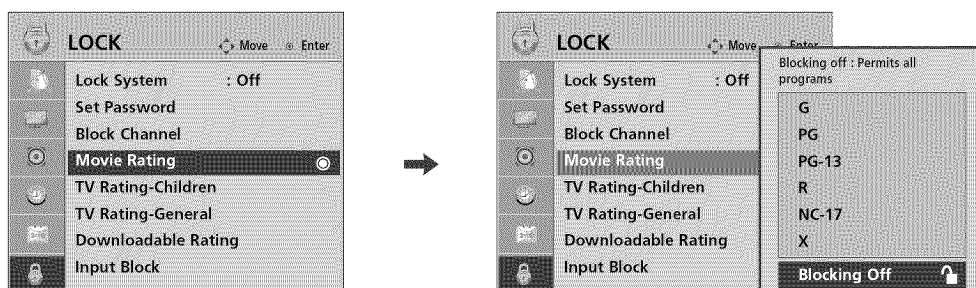 LOCK
Move Enter
Lock System : Off
Set Password
Block Channel
Movie Rating
TV Rating-Children
TV Rating-General
Downloadable Rating
Input Block
LOCK
Move Enter
Lock System : Off
Set Password
Block Channel
Movie Rating
TV Rating-Children
TV Rating-General
Downloadable Rating
Input Block
Blocking off : Permits all
programs
G
PG
PG-13
R
NC-17
X
Blocking Off